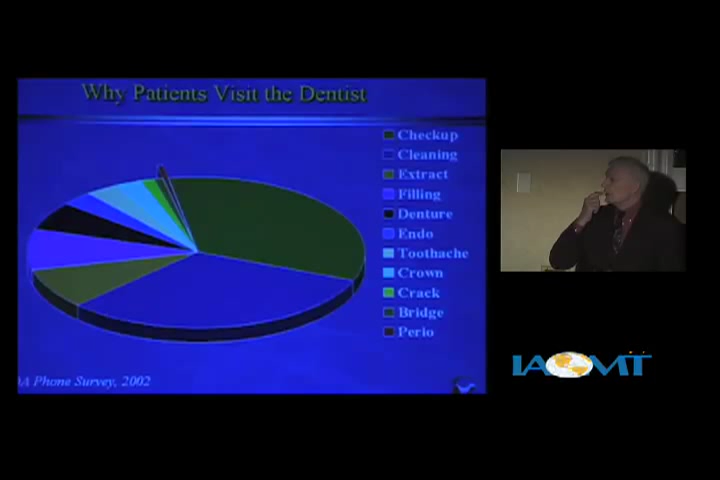 Why Patients Visit the Dentist
Checkup
Cleaning
Extract
Filling
Denture
Endo
Toothache
Crown
Crack
Bridge
Perio
Phone Survey, 2002
IAOMT